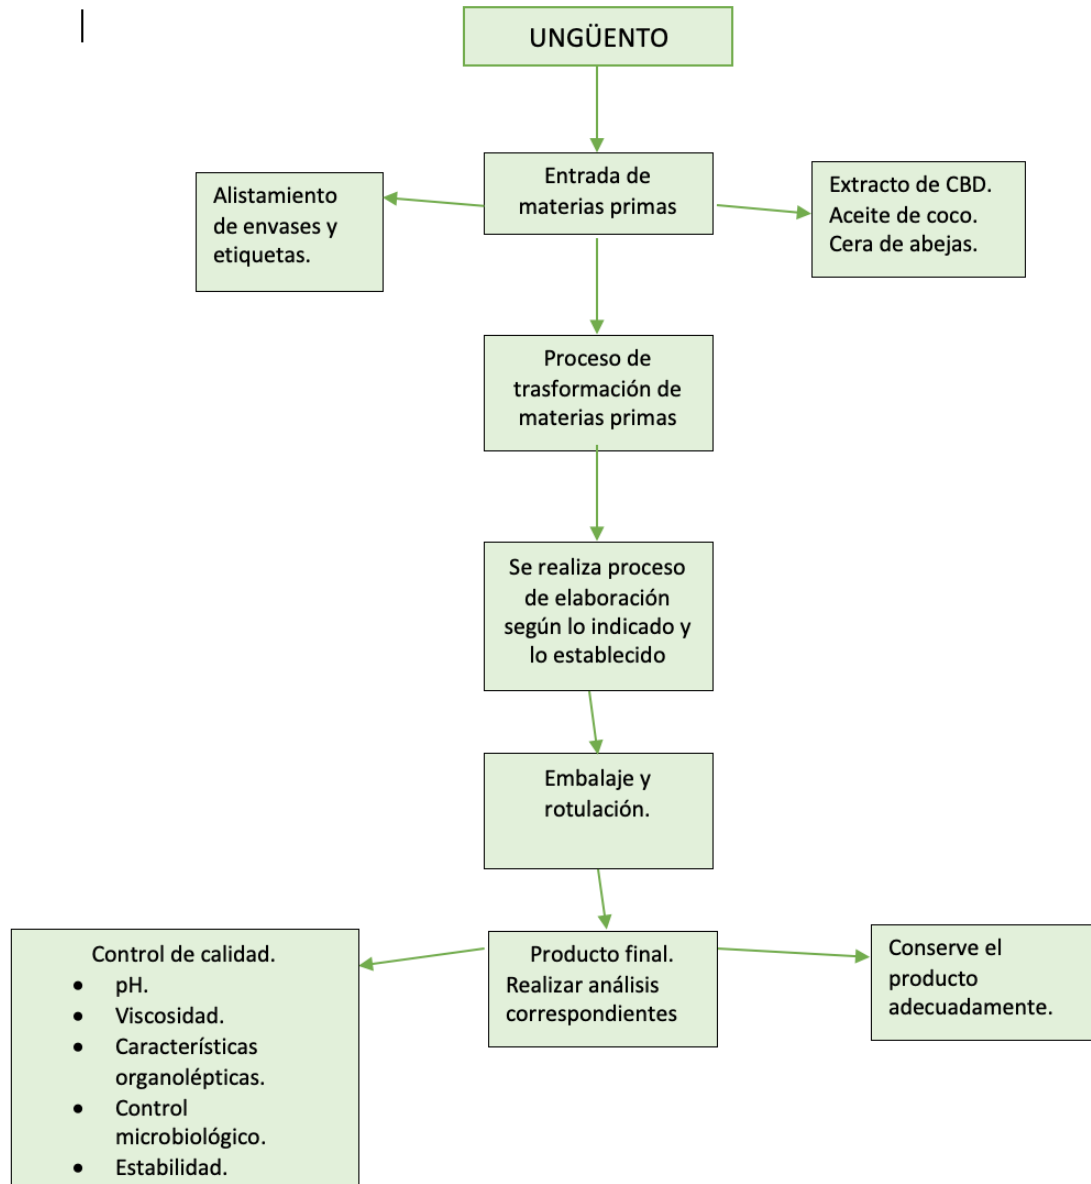 UNGÜENTO
Entrada de
materias primas
Alistamiento
de envases y
etiquetas.
Extracto de CBD.
Aceite de coco.
Cera de abejas.
Proceso de
trasformación de
materias primas
Se realiza proceso
de elaboración
según lo indicado y
lo establecido
Embalaje y
rotulación.
Producto final.
Realizar análisis
correspondientes
Control de calidad.
• pH.
• Viscosidad.
• Características
organolépticas.
• Control
microbiológico.
• Estabilidad.
Conserve el
producto
adecuadamente.